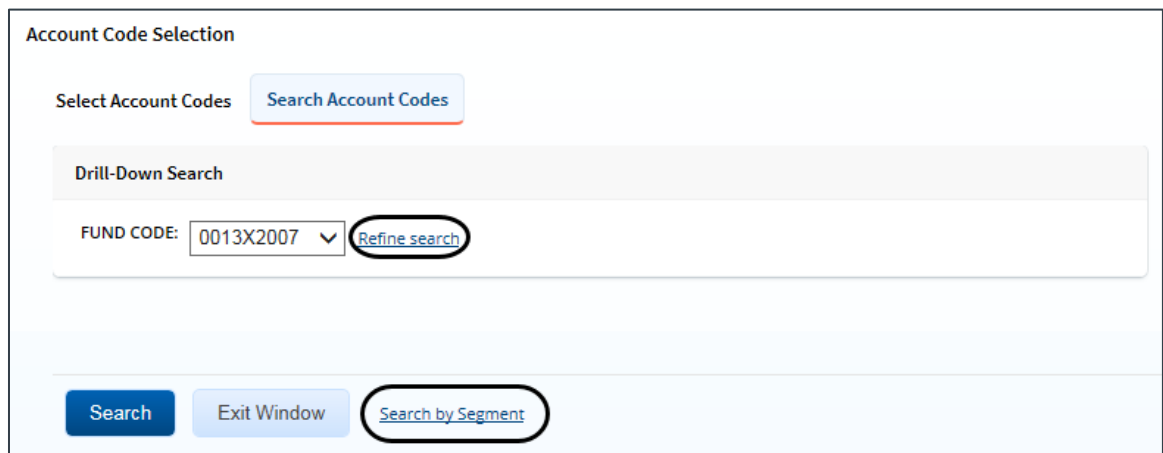 Account Code Selection
Select Account Codes Search Account Codes
Drill-Down Search
FUND CODE: 0013X2007 Refine search
Search Exit Window Search by Segment